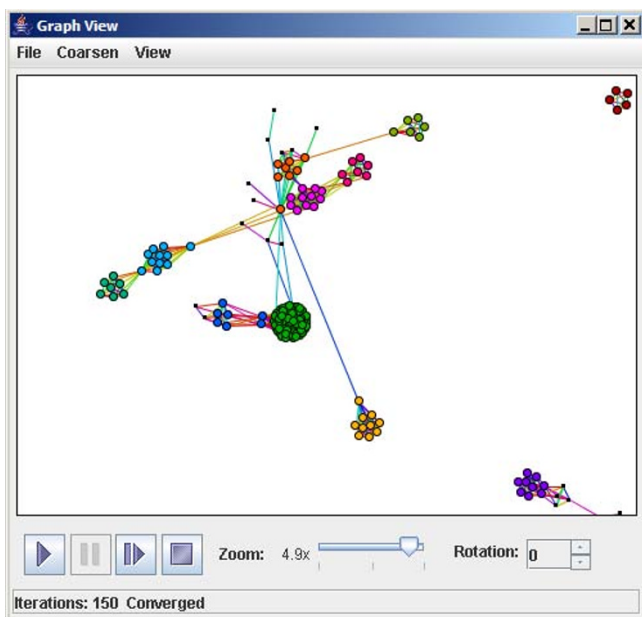 Graph View
File Coarsen View
Zoom: 4.9x Rotation: 0
Iterations: 150 Converged